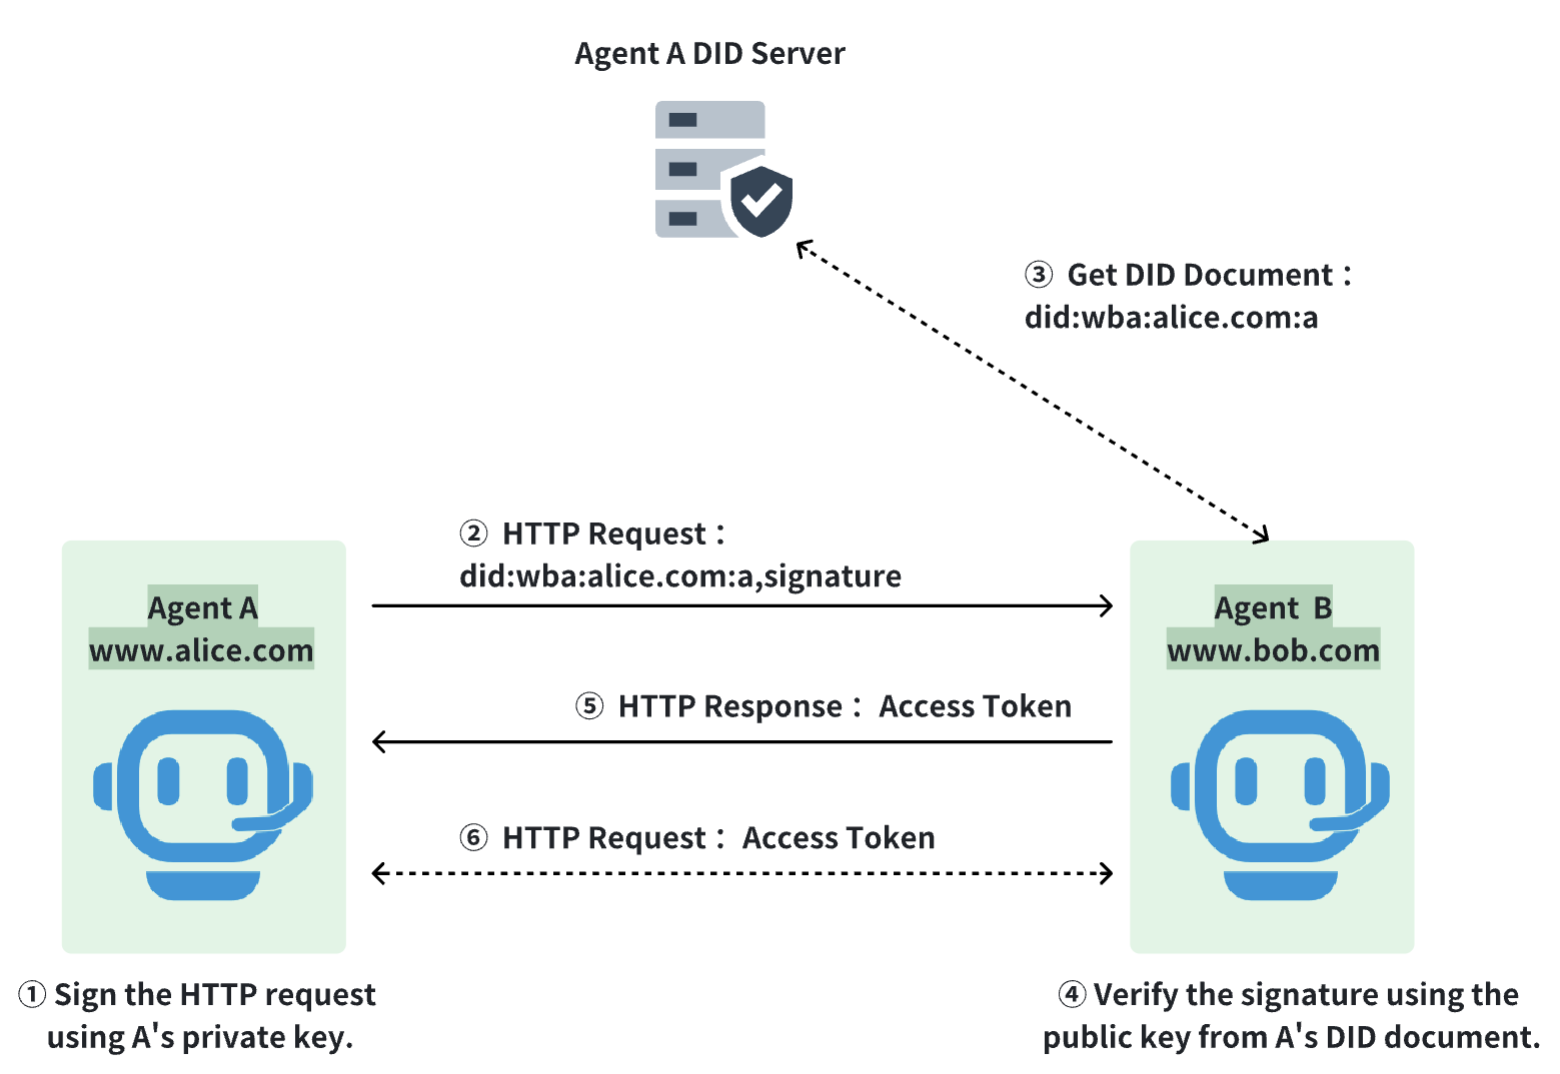 Agent A DID Server
③ Get DID Document：
did:wba:alice.com:a
② HTTP Request：
did:wba:alice.com:a,signature
Agent A
www.alice.com
Agent B
www.bob.com
⑤ HTTP Response： Access Token
⑥ HTTP Request： Access Token
① Sign the HTTP request
using A's private key.
④ Verify the signature using the
public key from A's DID document.